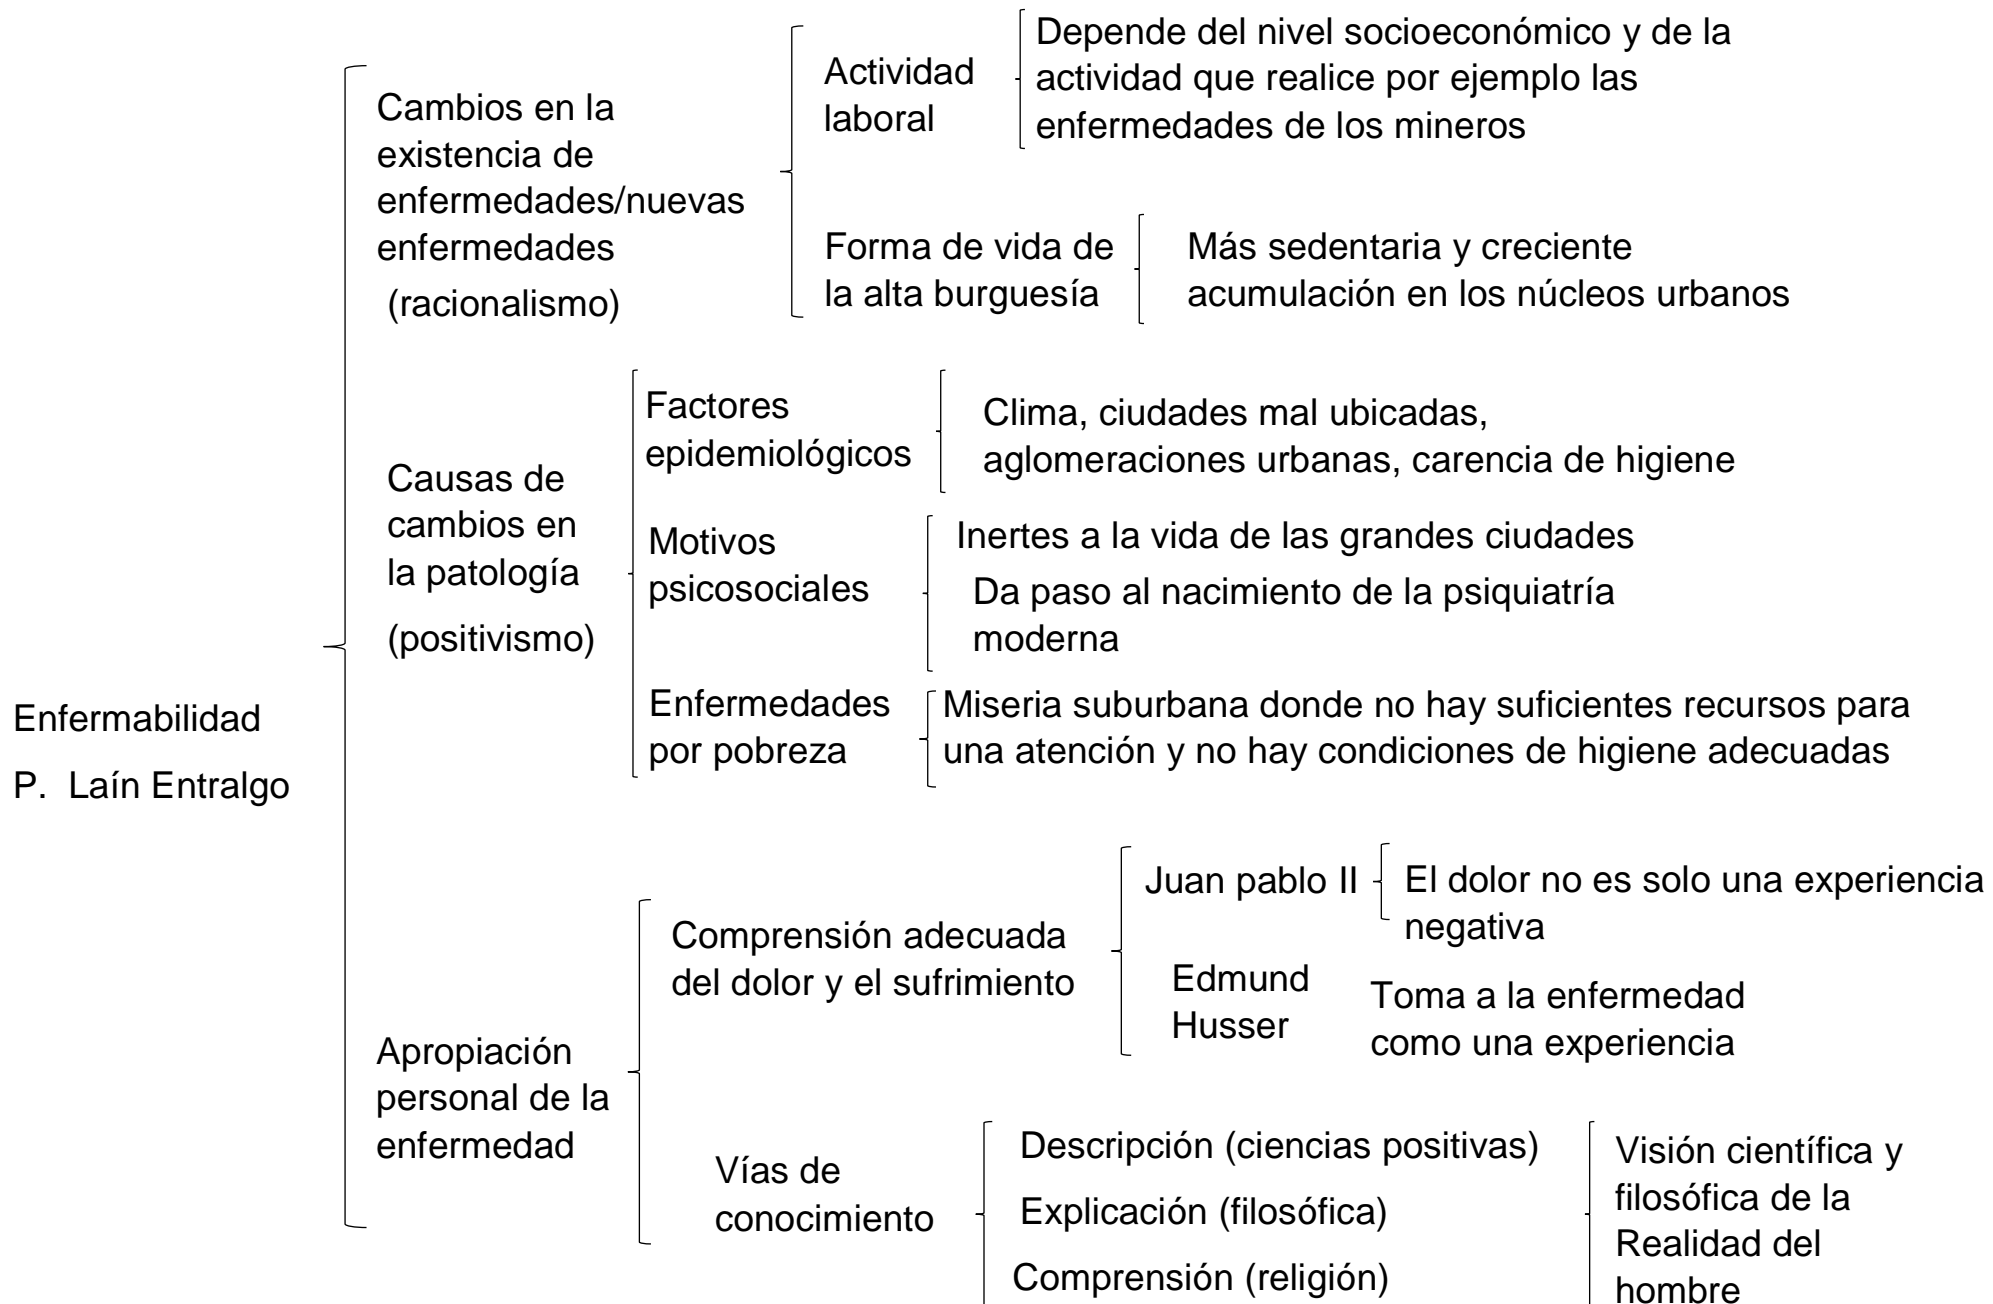 Enfermabilidad
P. Laín Entralgo
Cambios en la
existencia de
enfermedades/nuevas
enfermedades
(racionalismo)
Actividad
laboral
Depende del nivel socioeconómico y de la
actividad que realice por ejemplo las
enfermedades de los mineros
Forma de vida de
la alta burguesía
Más sedentaria y creciente
acumulación en los núcleos urbanos
Causas de
cambios en
la patología
(positivismo)
Factores
epidemiológicos
Clima, ciudades mal ubicadas,
aglomeraciones urbanas, carencia de higiene
Motivos
psicosociales
Inertes a la vida de las grandes ciudades
Da paso al nacimiento de la psiquiatría
moderna
Enfermedades
por pobreza
Miseria suburbana donde no hay suficientes recursos para
una atención y no hay condiciones de higiene adecuadas
Apropiación
personal de la
enfermedad
Comprensión adecuada
del dolor y el sufrimiento
Juan pablo II
El dolor no es solo una experiencia
negativa
Edmund
Husser
Toma a la enfermedad
como una experiencia
Vías de
conocimiento
Descripción (ciencias positivas)
Explicación (filosófica)
Comprensión (religión)
Visión científica y
filosófica de la
Realidad del
hombre